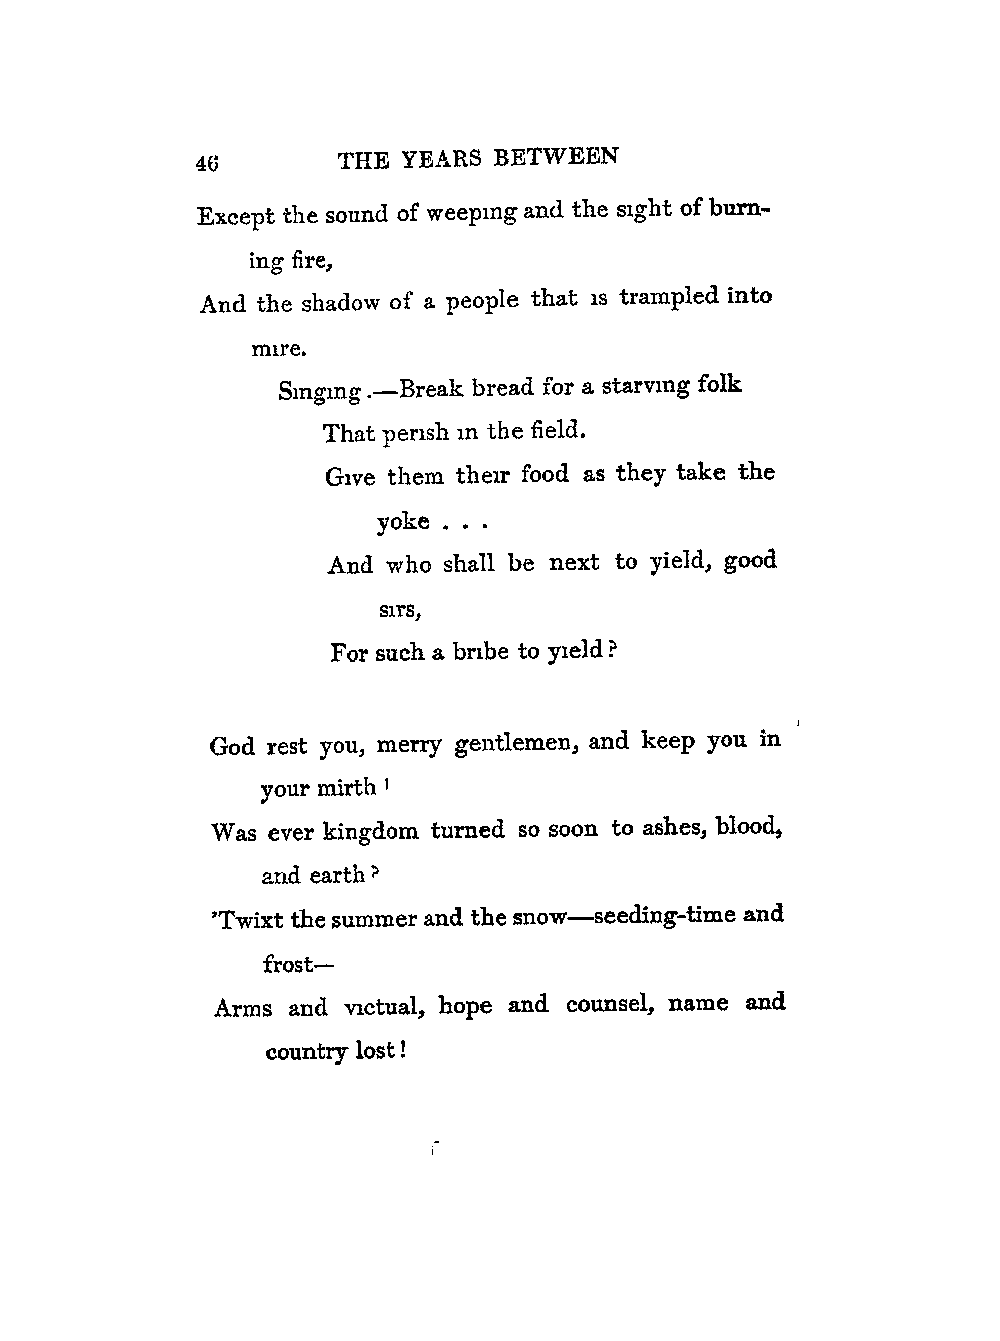 46 THE YEARS BETWEEN
Except the sound of weeping and the sight of burn-
ing fire,
And the shadow of a people that is trampled into
mire.
Singing.—Break bread for a starving folk
That perish in the field.
Give them their food as they take the
yoke . . .
And who shall be next to yield, good
sirs,
For such a bribe to yield?
God rest you, merry gentlemen, and keep you in
your mirth!
Was ever kingdom turned so soon to ashes, blood,
and earth?
'Twixt the summer and the snow—seeding-time and
frost—
Arms and victual, hope and counsel, name and
country lost!